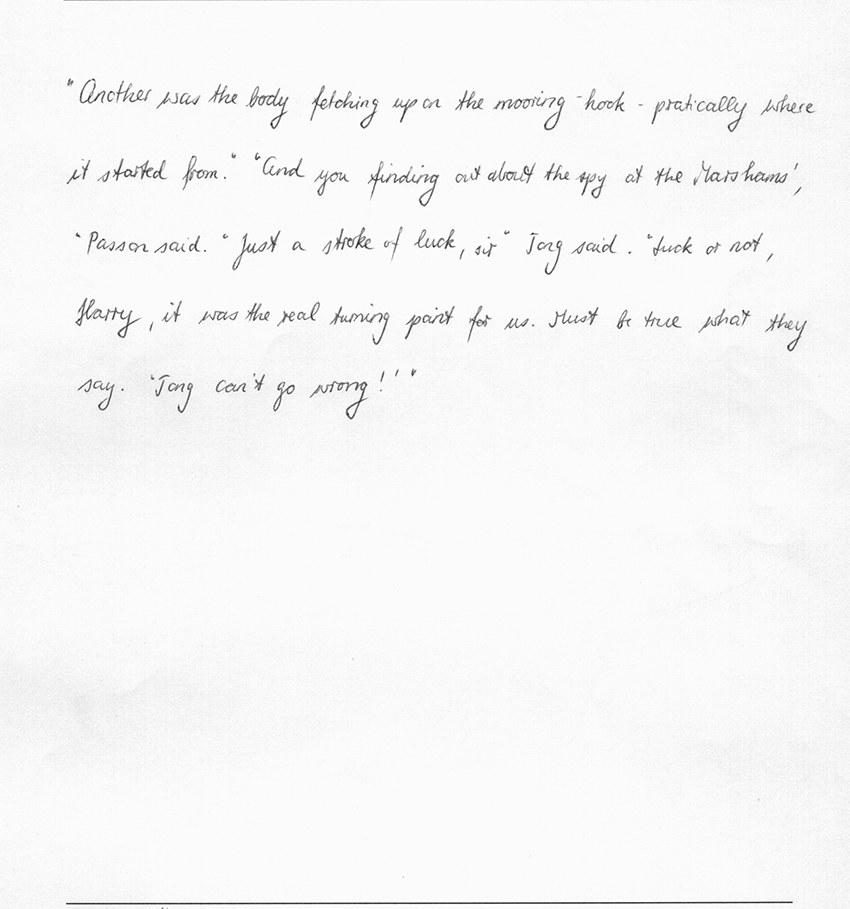 "Another was the body fetching up on the mooring-hook - pratically where
it started from." "And you finding out about the spy at the Marshams',
"Passon said. "Just a stroke of luck, sir" Tong said. "Luck or not,
Harry, it was the real turning point for us. Must be true what they
say. 'Tong can't go wrong!'"